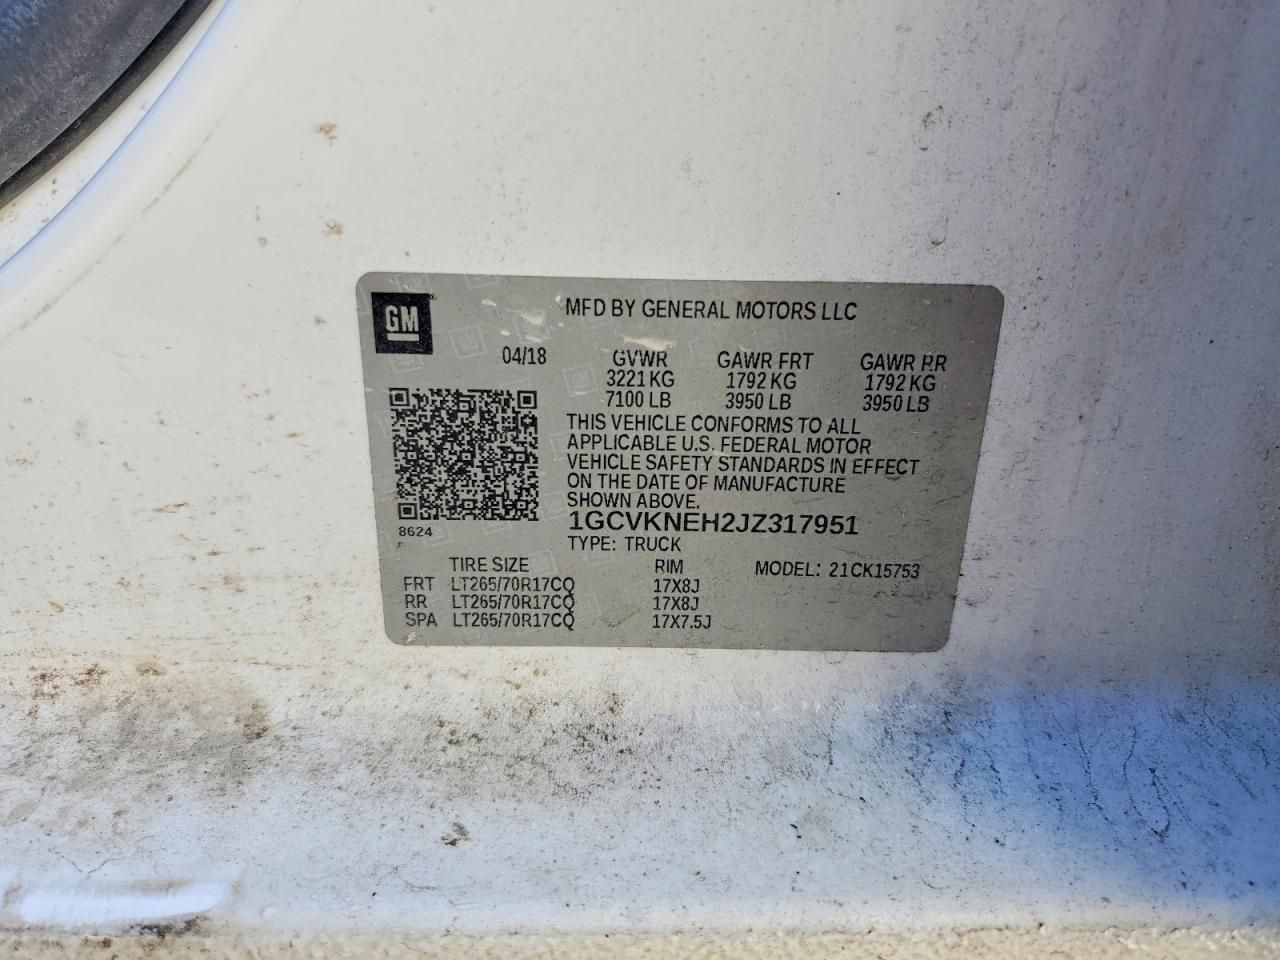 GM
MFD BY GENERAL MOTORS LLC
04/18 GVWR GAWR FRT GAWR RR
3221 KG 1792 KG 1792 KG
7100 LB 3950 LB 3950 LB
THIS VEHICLE CONFORMS TO ALL
APPLICABLE U.S. FEDERAL MOTOR
VEHICLE SAFETY STANDARDS IN EFFECT
ON THE DATE OF MANUFACTURE
SHOWN ABOVE.
1GCVKNEH2JZ317951
8624
F
TYPE: TRUCK
TIRE SIZE RIM MODEL: 21CK15753
FRT LT265/70R17CQ 17X8J
RR LT265/70R17CQ 17X8J
SPA LT265/70R17CQ 17X7.5J